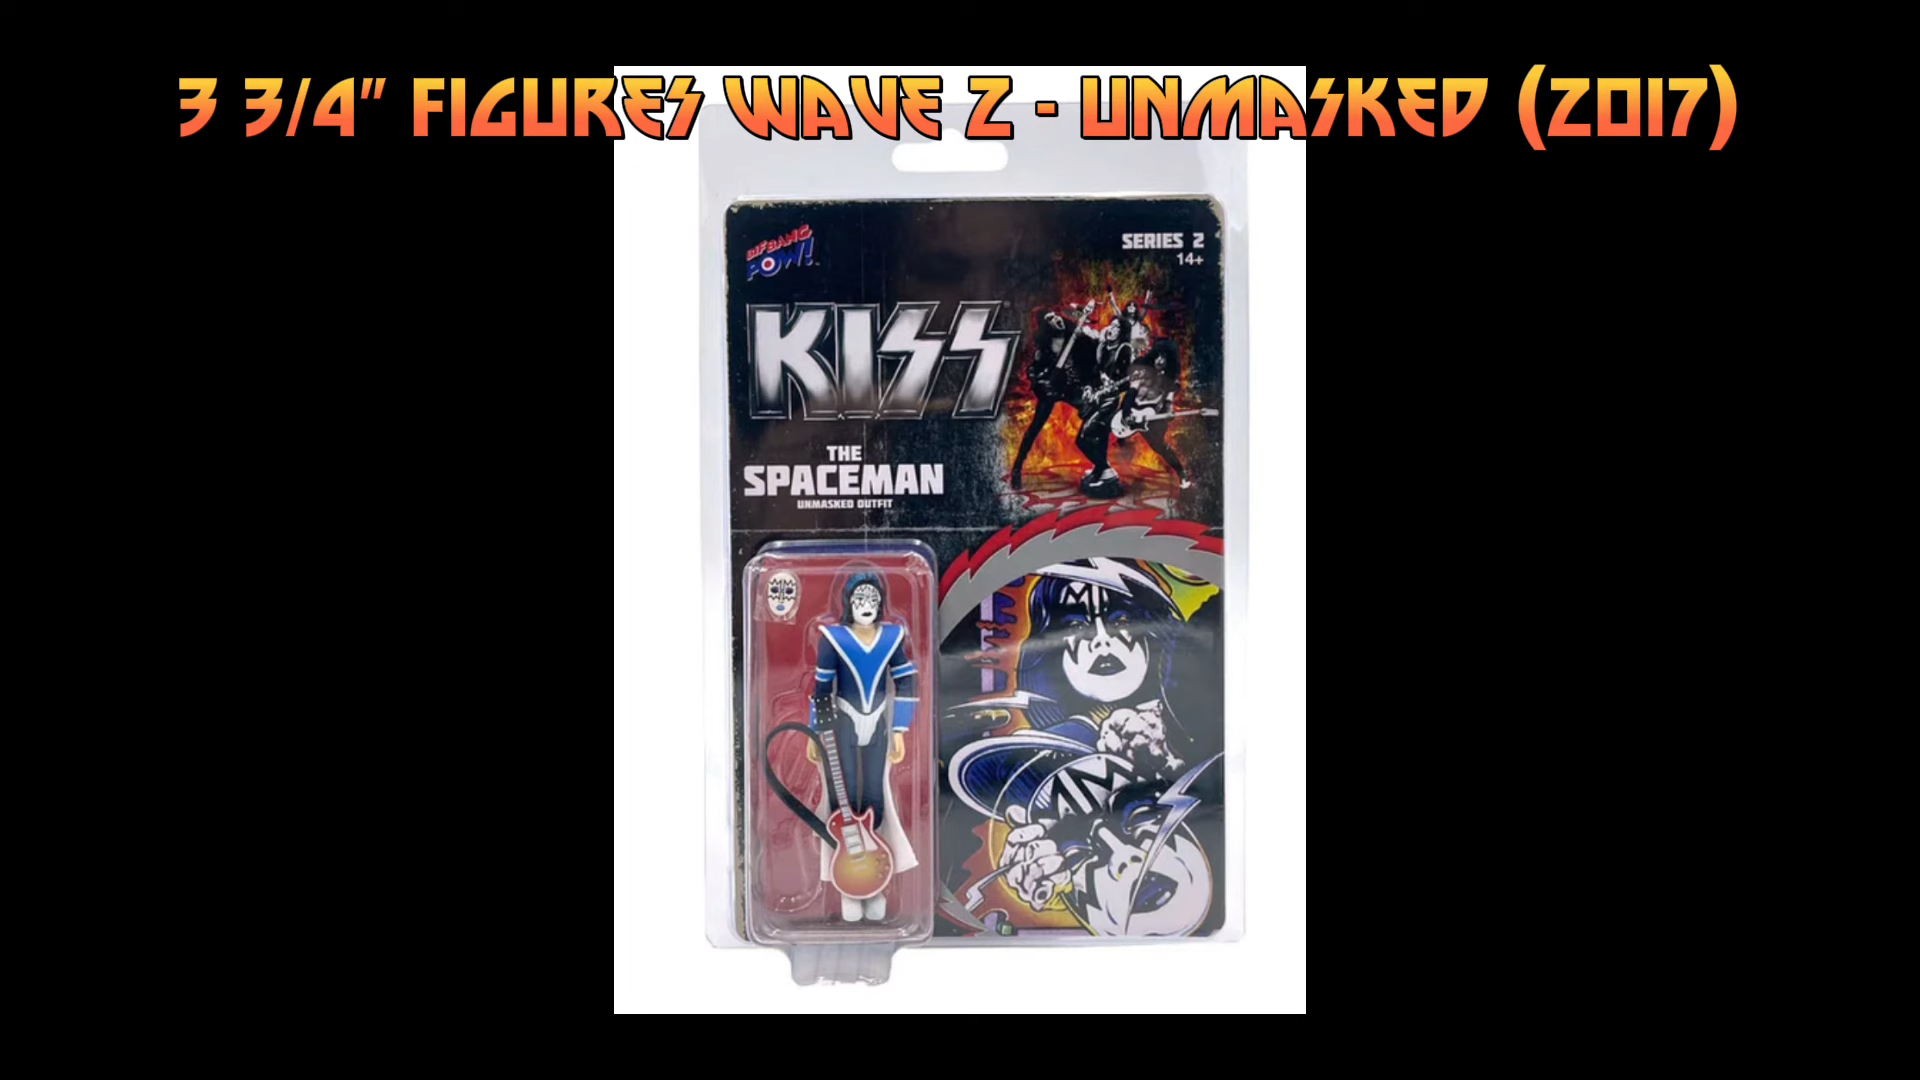 3 3/4" FIGURES WAVE 2 - UNMASKED (2017)
BIF BANG
POW!
SERIES 2
14+
KISS
THE
SPACEMAN
UNMASKED OUTFIT